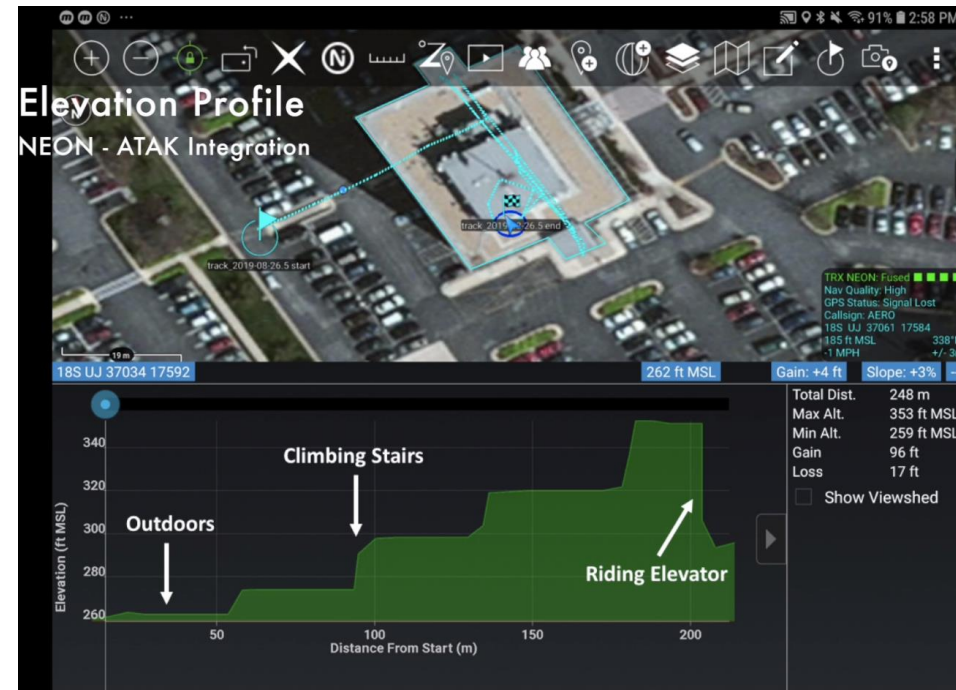 91% 2:58 PM
Elevation Profile
NEON - ATAK Integration
N
track_2019-08-26.5 start
19 m
TRX NEON: Fused
Nav Quality: High
GPS Status: Signal Lost
Callsign: AERO
18S UJ 37061 17584
185 ft MSL
-1 MPH
18S UJ 37034 17592
262 ft MSL
Gain: +4 ft
Slope: +3%
Total Dist. 248 m
Max Alt. 353 ft MSL
Min Alt. 259 ft MSL
Gain 96 ft
Loss 17 ft
Show Viewshed
Elevation (ft MSL)
340
320
300
280
260
Climbing Stairs
Outdoors
Riding Elevator
50
100
150
200
Distance From Start (m)